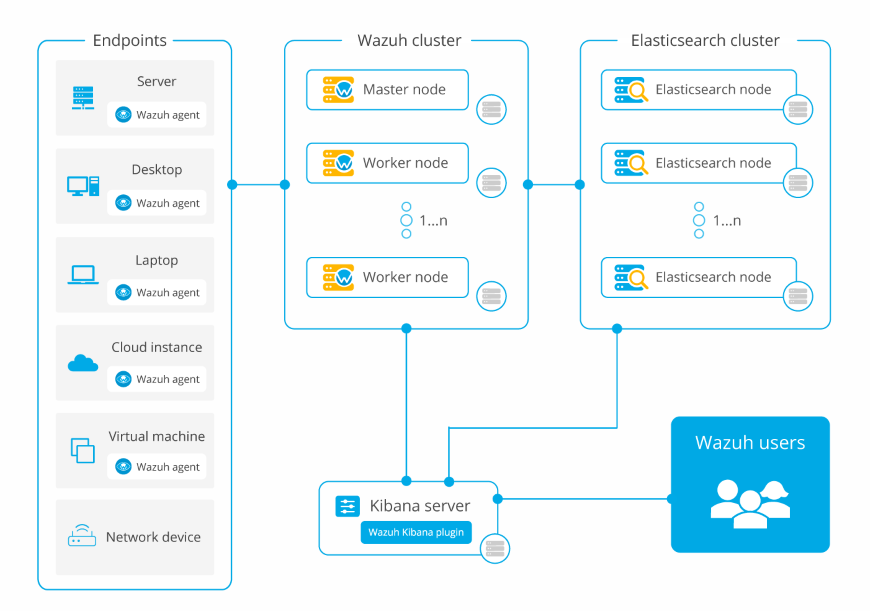 Endpoints
Server
Wazuh agent
Desktop
Wazuh agent
Laptop
Wazuh agent
Cloud instance
Wazuh agent
Virtual machine
Wazuh agent
Network device
Wazuh cluster
Master node
Worker node
1...n
Worker node
Elasticsearch cluster
Elasticsearch node
Elasticsearch node
1...n
Elasticsearch node
Kibana server
Wazuh Kibana plugin
Wazuh users